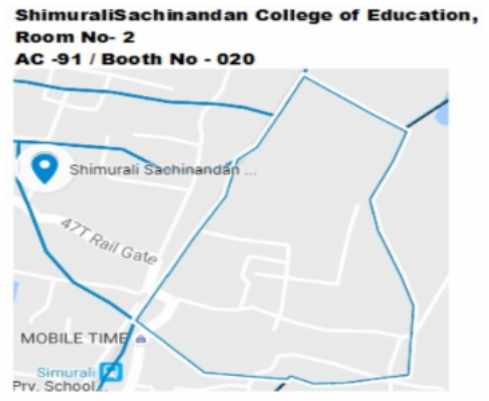 ShimuraliSachinandan College of Education,
Room No- 2
AC -91 / Booth No - 020
Shimurali Sachinandan ...
47T Rail Gate
MOBILE TIME
Simurali
Prv. School...